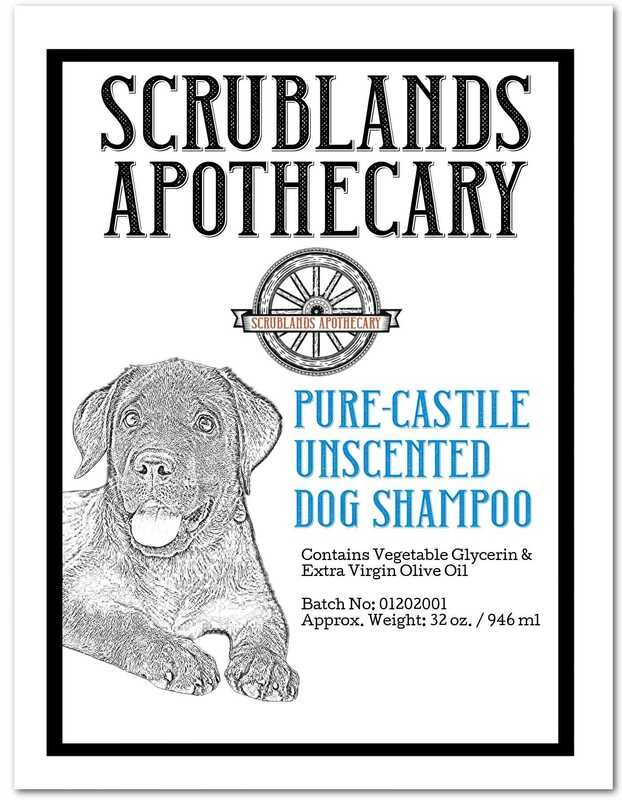 SCRUBLANDS
APOTHECARY
SCRUBLANDS APOTHECARY
PURE-CASTILE
UNSCENTED
DOG SHAMPOO
Contains Vegetable Glycerin &
Extra Virgin Olive Oil
Batch No: 01202001
Approx. Weight: 32 oz. / 946 ml